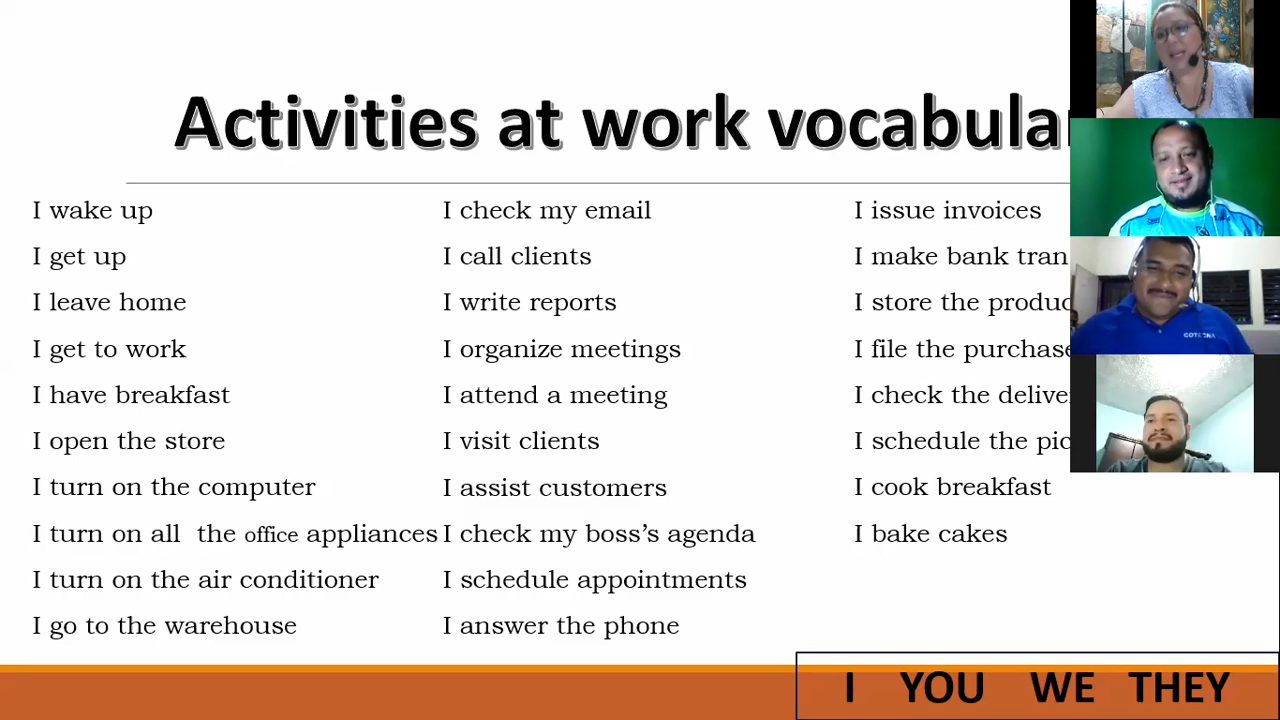 Activities at work
I wake up
I get up
I leave home
I get to work
I have breakfast
I open the store
I turn on the computer
I turn on all the office appliances
I turn on the air conditioner
I go to the warehouse
I check my email
I call clients
I write reports
I organize meetings
I attend a meeting
I visit clients
I assist customers
I check my boss's agenda
I schedule appointments
I answer the phone
I issue invoices
I make bank
I store the
I file the
I check the
I schedule the
I cook breakfast
I bake cakes
I YOU WE THEY